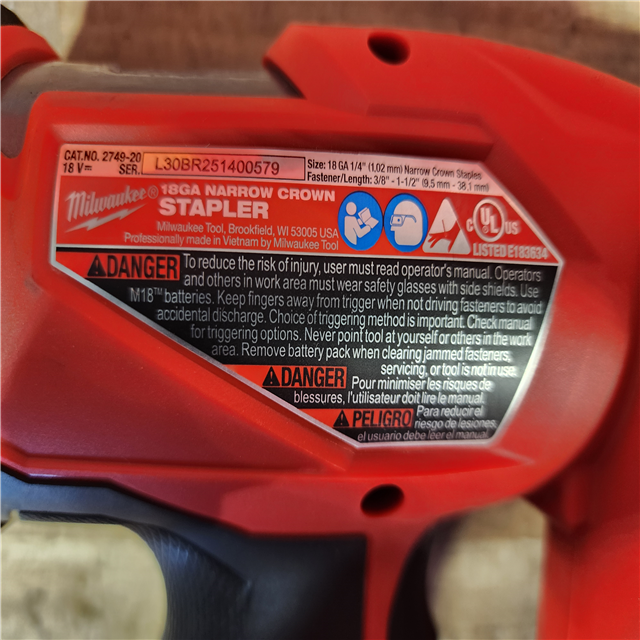 CAT.NO. 2749-20
18 V⎓ SER. L30BR251400579
Size: 18 GA 1/4" (1,02 mm) Narrow Crown Staples
Fastener/Length: 3/8" - 1-1/2" (9,5 mm - 38,1 mm)
Milwaukee®
18GA NARROW CROWN
STAPLER
Milwaukee Tool, Brookfield, WI 53005 USA
Professionally made in Vietnam by Milwaukee Tool
C UL US
LISTED E183634
DANGER To reduce the risk of injury, user must read operator's manual. Operators
and others in work area must wear safety glasses with side shields. Use
M18™ batteries. Keep fingers away from trigger when not driving fasteners to avoid
accidental discharge. Choice of triggering method is important. Check manual
for triggering options. Never point tool at yourself or others in the work
area. Remove battery pack when clearing jammed fasteners,
servicing, or tool is not in use.
DANGER Pour minimiser les risques de
blessures, l'utilisateur doit lire le manual.
PELIGRO Para reducir el
riesgo de lesiones,
el usuario debe leer el manual.